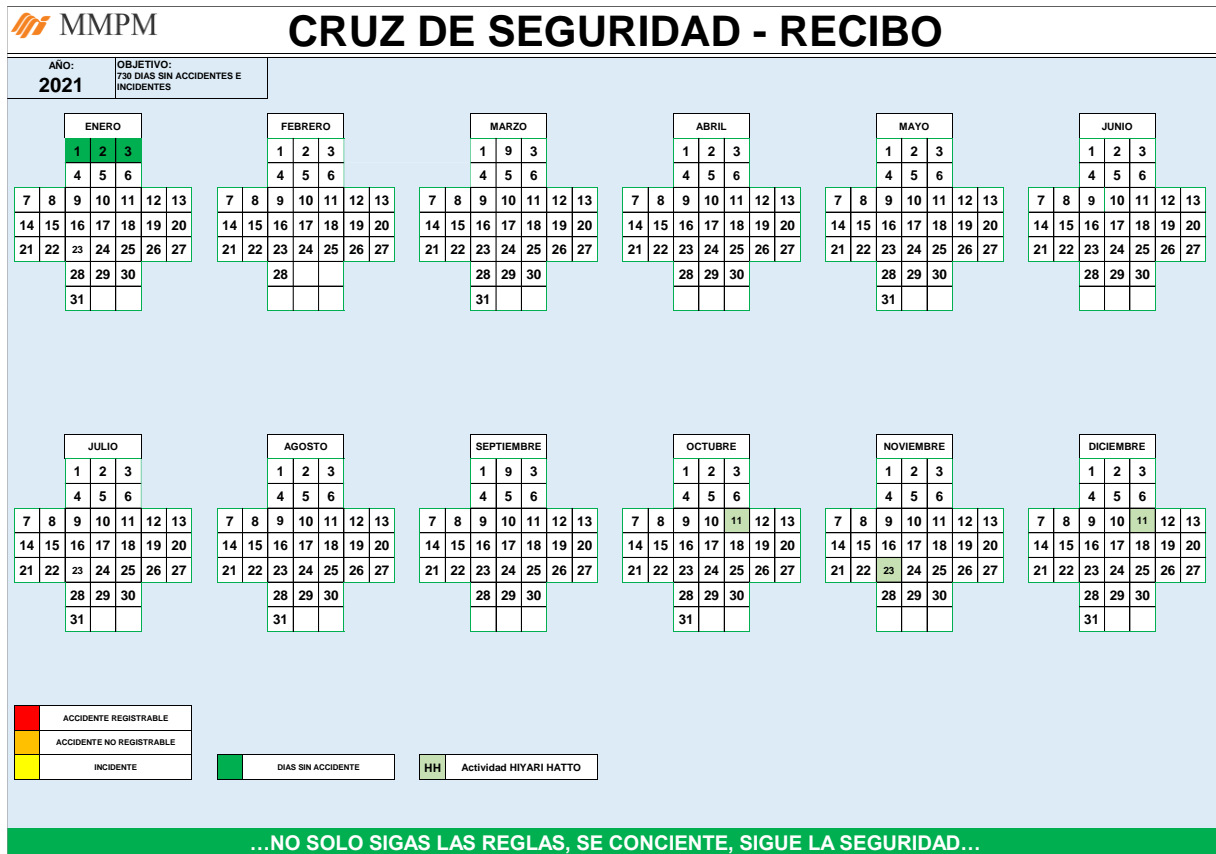 MMPM
CRUZ DE SEGURIDAD - RECIBO
AÑO:
2021
OBJETIVO:
730 DIAS SIN ACCIDENTES E
INCIDENTES
ENERO FEBRERO MARZO ABRIL MAYO JUNIO
1 2 3 1 2 3 1 9 3 1 2 3 1 2 3 1 2 3
4 5 6 4 5 6 4 5 6 4 5 6 4 5 6 4 5 6
7 8 9 10 11 12 13 7 8 9 10 11 12 13 7 8 9 10 11 12 13 7 8 9 10 11 12 13 7 8 9 10 11 12 13 7 8 9 10 11 12 13
14 15 16 17 18 19 20 14 15 16 17 18 19 20 14 15 16 17 18 19 20 14 15 16 17 18 19 20 14 15 16 17 18 19 20 14 15 16 17 18 19 20
21 22 23 24 25 26 27 21 22 23 24 25 26 27 21 22 23 24 25 26 27 21 22 23 24 25 26 27 21 22 23 24 25 26 27 21 22 23 24 25 26 27
28 29 30 28 28 29 30 28 29 30 28 29 30 28 29 30
31 31 31
JULIO AGOSTO SEPTIEMBRE OCTUBRE NOVIEMBRE DICIEMBRE
1 2 3 1 2 3 1 9 3 1 2 3 1 2 3 1 2 3
4 5 6 4 5 6 4 5 6 4 5 6 4 5 6 4 5 6
7 8 9 10 11 12 13 7 8 9 10 11 12 13 7 8 9 10 11 12 13 7 8 9 10 11 12 13 7 8 9 10 11 12 13 7 8 9 10 11 12 13
14 15 16 17 18 19 20 14 15 16 17 18 19 20 14 15 16 17 18 19 20 14 15 16 17 18 19 20 14 15 16 17 18 19 20 14 15 16 17 18 19 20
21 22 23 24 25 26 27 21 22 23 24 25 26 27 21 22 23 24 25 26 27 21 22 23 24 25 26 27 21 22 23 24 25 26 27 21 22 23 24 25 26 27
28 29 30 28 29 30 28 29 30 28 29 30 28 29 30 28 29 30
31 31 31 31
ACCIDENTE REGISTRABLE
ACCIDENTE NO REGISTRABLE
INCIDENTE DIAS SIN ACCIDENTE HH Actividad HIYARI HATTO
…NO SOLO SIGAS LAS REGLAS, SE CONCIENTE, SIGUE LA SEGURIDAD…